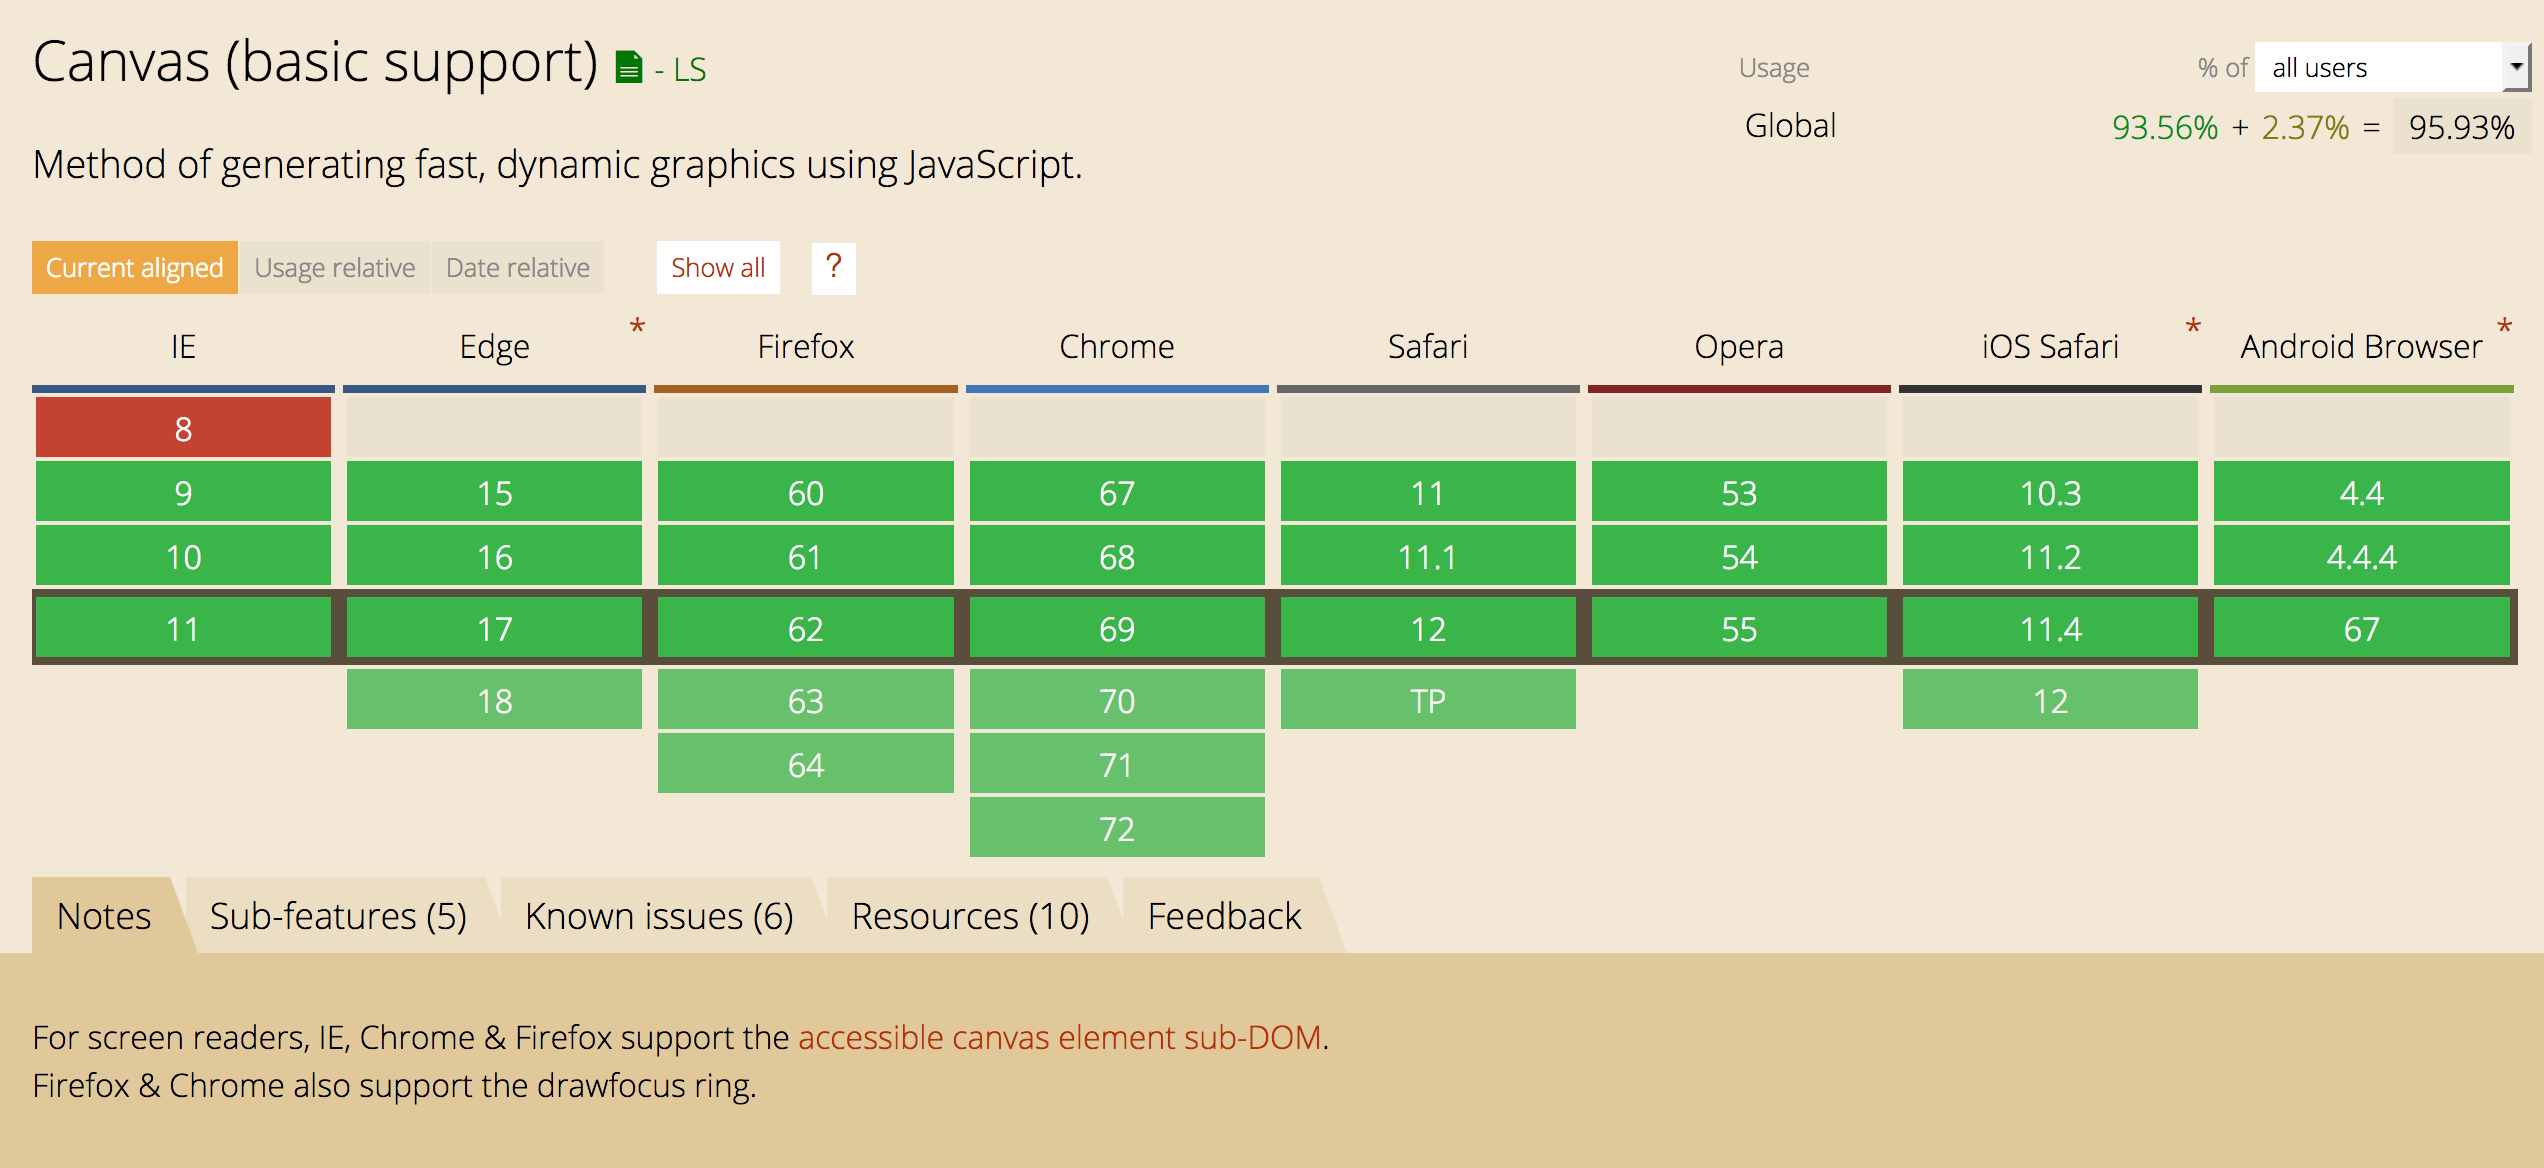 Canvas (basic support) - LS
Usage % of all users
Global 93.56% + 2.37% = 95.93%
Method of generating fast, dynamic graphics using JavaScript.
Current aligned Usage relative Date relative Show all ?
IE Edge * Firefox Chrome Safari Opera iOS Safari * Android Browser *
8
9 15 60 67 11 53 10.3 4.4
10 16 61 68 11.1 54 11.2 4.4.4
11 17 62 69 12 55 11.4 67
18 63 70 TP 12
64 71
72
Notes Sub-features (5) Known issues (6) Resources (10) Feedback
For screen readers, IE, Chrome & Firefox support the accessible canvas element sub-DOM.
Firefox & Chrome also support the drawfocus ring.